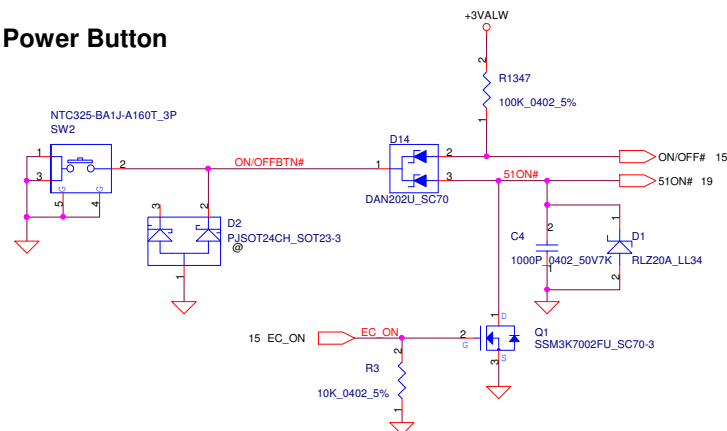 +3VALW
Power Button
2
R1347
100K_0402_5%
1
NTC325-BA1J-A160T_3P
SW2
D14
1
2
ON/OFFBTN#
1
2
ON/OFF# 15
3
3
51ON#
51ON# 19
G
G
5
4
DAN202U_SC70
3
2
D2
PJSOT24CH_SOT23-3
@
1
2
C4
1000P_0402_50V7K
1
1
D1
RLZ20A_LL34
2
1
D
15 EC_ON
EC_ON
2
G
Q1
SSM3K7002FU_SC70-3
S
3
2
R3
10K_0402_5%
1